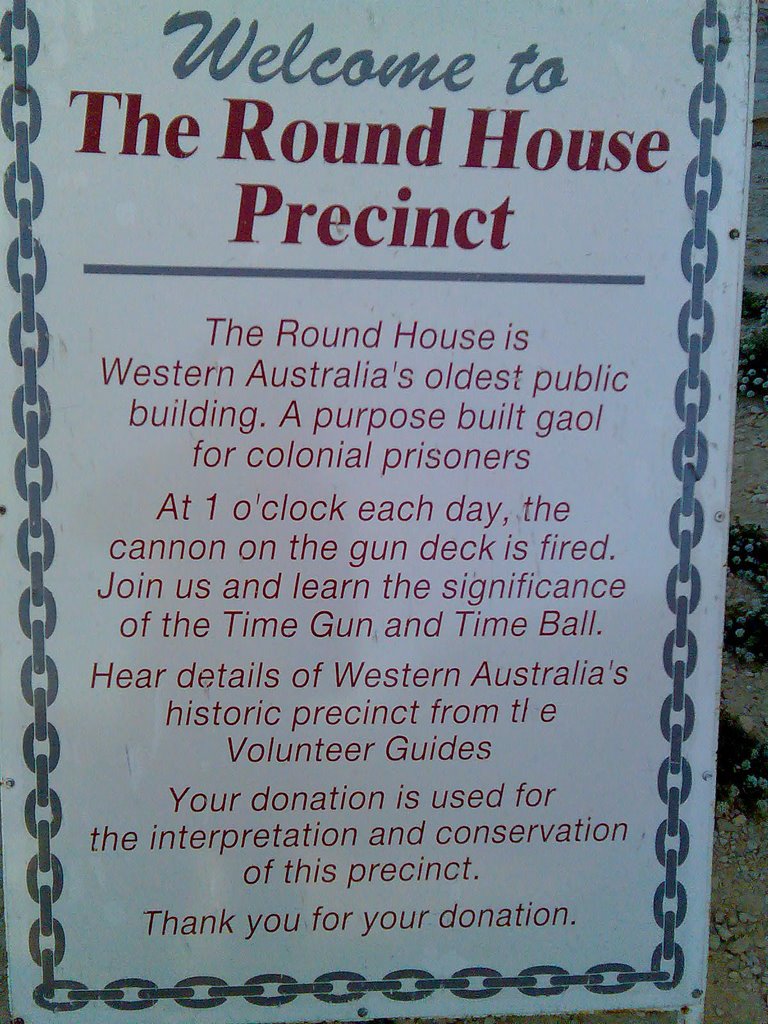 Welcome to
The Round House
Precinct
The Round House is
Western Australia's oldest public
building. A purpose built gaol
for colonial prisoners
At 1 o'clock each day, the
cannon on the gun deck is fired.
Join us and learn the significance
of the Time Gun and Time Ball.
Hear details of Western Australia's
historic precinct from tl e
Volunteer Guides
Your donation is used for
the interpretation and conservation
of this precinct.
Thank you for your donation.